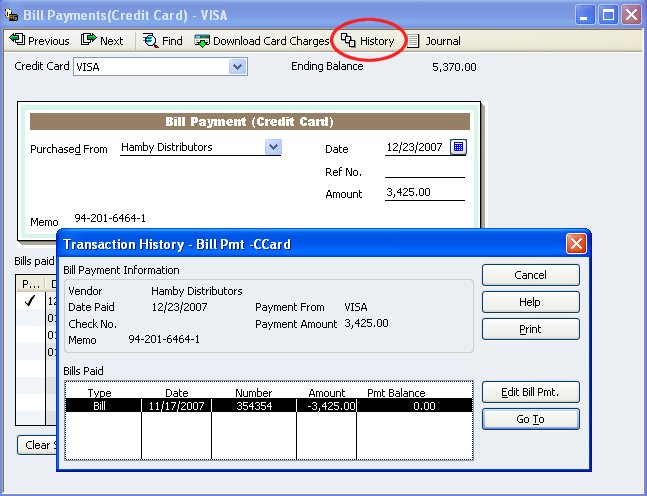 Bill Payments(Credit Card) - VISA
Previous Next Find Download Card Charges History Journal
Credit Card VISA Ending Balance 5,370.00
Bill Payment (Credit Card)
Purchased From Hamby Distributors Date 12/23/2007
Ref No.
Amount 3,425.00
Memo 94-201-6464-1
Bills paid
P...
Transaction History - Bill Pmt -CCard
Bill Payment Information
Vendor Hamby Distributors
Date Paid 12/23/2007 Payment From VISA
Check No. Payment Amount 3,425.00
Memo 94-201-6464-1
Cancel
Help
Print
Bills Paid
Type Date Number Amount Pmt Balance
Bill 11/17/2007 354354 -3,425.00 0.00
Edit Bill Pmt.
Go To
Clear